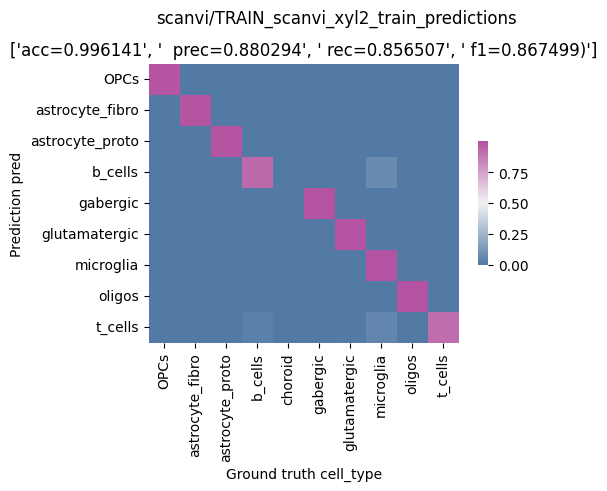 scanvi/TRAIN_scanvi_xyl2_train_predictions
['acc=0.996141', '  prec=0.880294', ' rec=0.856507', ' f1=0.867499)']
OPCs
astrocyte_fibro
astrocyte_proto
b_cells
gabergic
glutamatergic
microglia
oligos
t_cells
Prediction pred
0.75
0.50
0.25
0.00
OPCs
astrocyte_fibro
astrocyte_proto
b_cells
choroid
gabergic
glutamatergic
microglia
oligos
t_cells
Ground truth cell_type